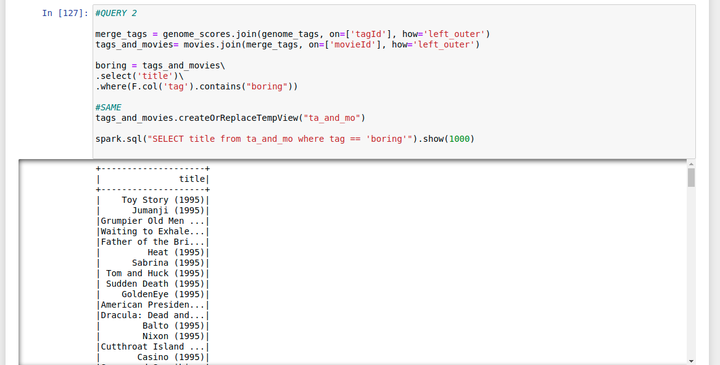 In [127]: #QUERY 2
merge_tags = genome_scores.join(genome_tags, on=['tagId'], how='left_outer')
tags_and_movies= movies.join(merge_tags, on=['movieId'], how='left_outer')
boring = tags_and_movies\
.select('title')\
.where(F.col('tag').contains("boring"))
#SAME
tags_and_movies.createOrReplaceTempView("ta_and_mo")
spark.sql("SELECT title from ta_and_mo where tag == 'boring'").show(1000)
+--------------------+
|               title|
+--------------------+
|    Toy Story (1995)|
|      Jumanji (1995)|
|Grumpier Old Men ...|
|Waiting to Exhale...|
|Father of the Bri...|
|         Heat (1995)|
|      Sabrina (1995)|
| Tom and Huck (1995)|
| Sudden Death (1995)|
|    GoldenEye (1995)|
|American Presiden...|
|Dracula: Dead and...|
|        Balto (1995)|
|        Nixon (1995)|
|Cutthroat Island ...|
|       Casino (1995)|